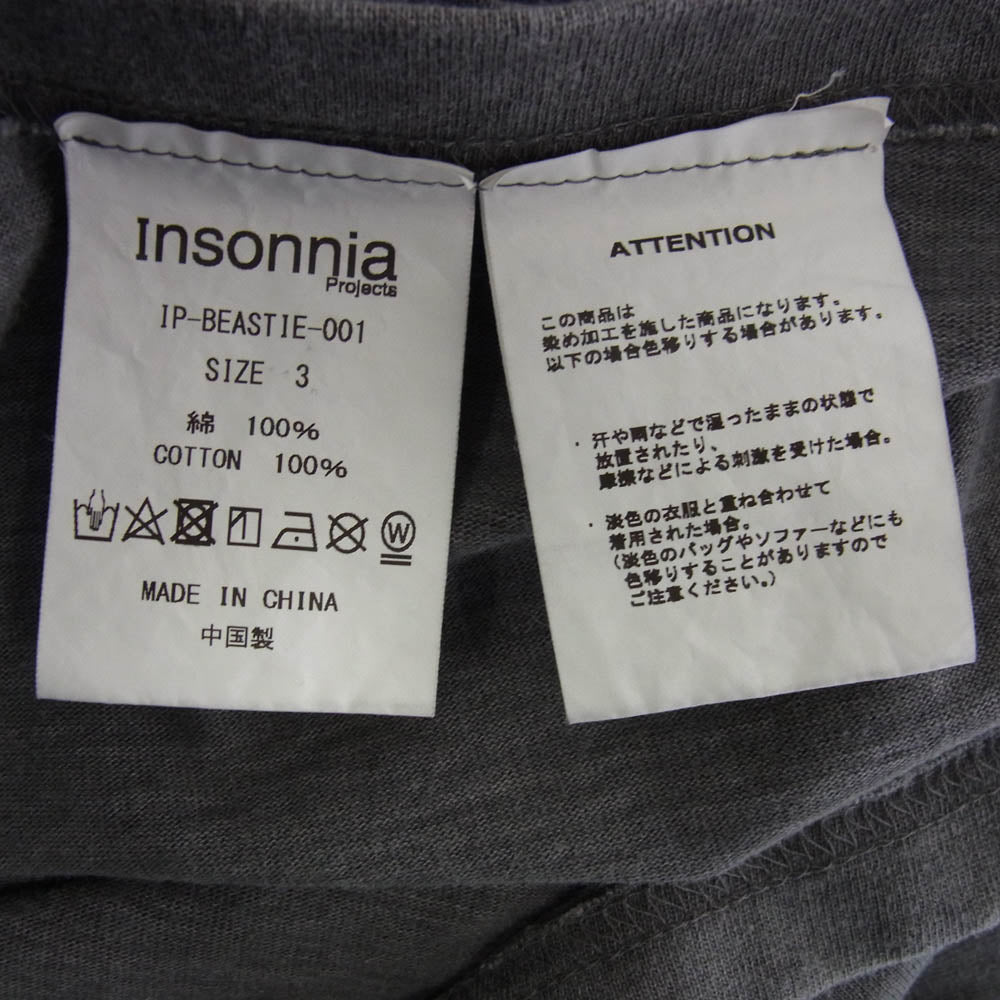 Insonnia
Projects
IP-BEASTIE-001
SIZE 3
綿 100%
COTTON 100%
W
MADE IN CHINA
中国製
ATTENTION
この商品は
染め加工を施した商品になります。
以下の場合色移りする場合があります。
・汗や雨などで湿ったままの状態で
放置されたり、
摩擦などによる刺激を受けた場合。
・淡色の衣服と重ね合わせて
着用された場合。
(淡色のバッグやソファーなどにも
色移りすることがありますので
ご注意ください。)